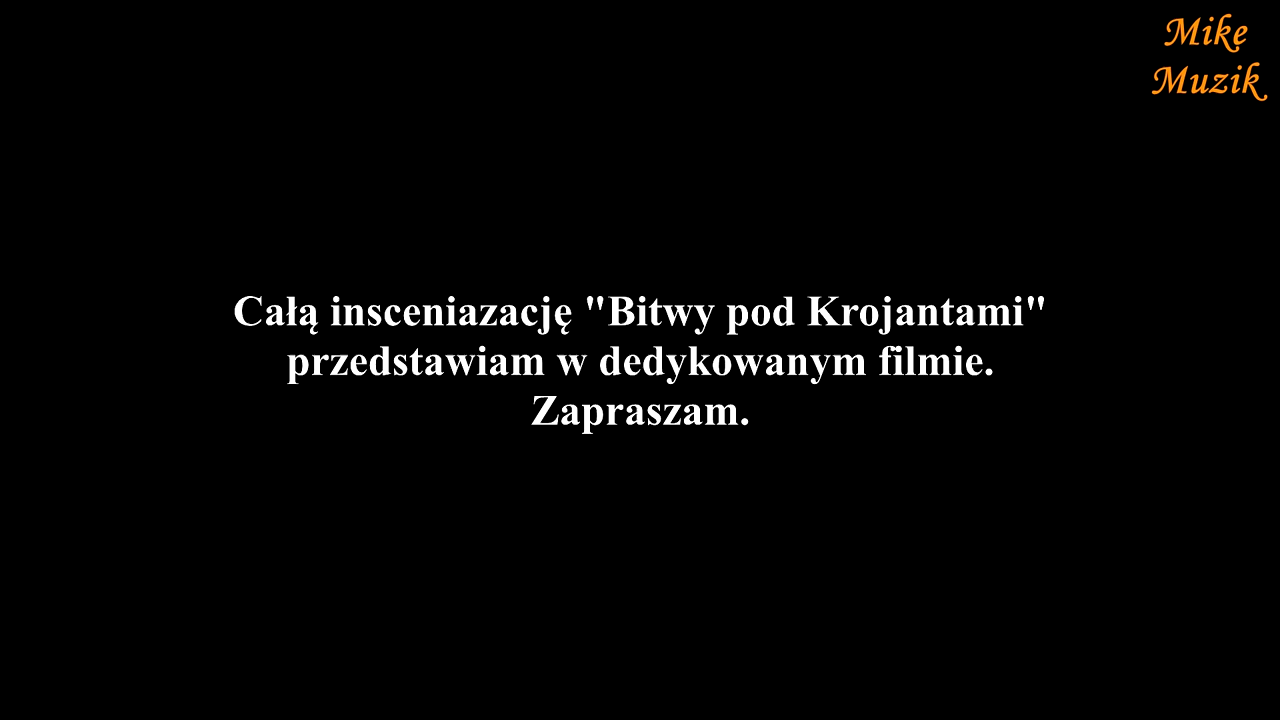 Mike
Muzik
Całą insceniazację "Bitwy pod Krojantami"
przedstawiam w dedykowanym filmie.
Zapraszam.